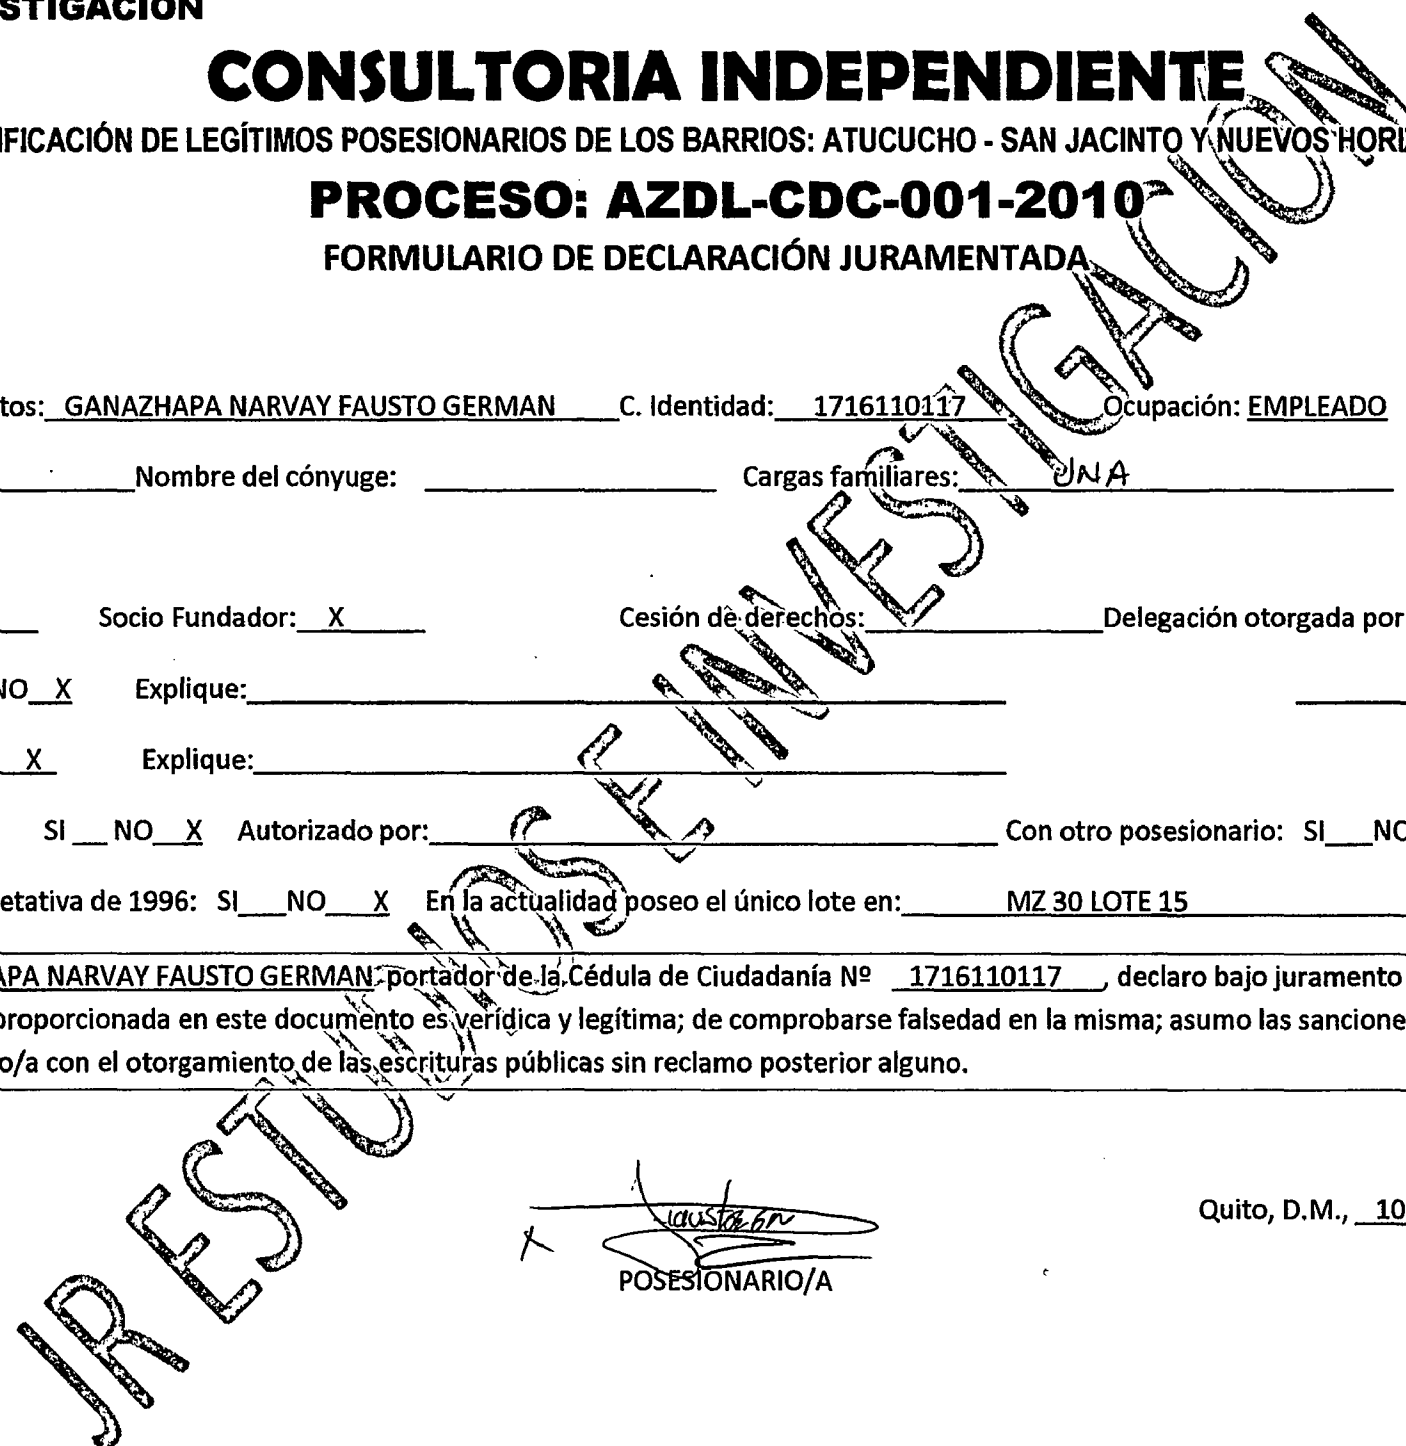 STIGACIÓN
CONSULTORIA INDEPENDIENTE
IFICACIÓN DE LEGÍTIMOS POSESIONARIOS DE LOS BARRIOS: ATUCUCHO - SAN JACINTO Y NUEVOS HORI
PROCESO: AZDL-CDC-001-2010
FORMULARIO DE DECLARACIÓN JURAMENTADA
tos: GANAZHAPA NARVAY FAUSTO GERMAN C. Identidad: 1716110117 Ocupación: EMPLEADO
Nombre del cónyuge: Cargas familiares: UNA
Socio Fundador: X Cesión de derechos: Delegación otorgada por
NO X Explique:
X Explique:
SI NO X Autorizado por: Con otro posesionario: SI NO
etativa de 1996: SI NO X En la actualidad poseo el único lote en: MZ 30 LOTE 15
APA NARVAY FAUSTO GERMAN portador de la Cédula de Ciudadanía Nº 1716110117, declaro bajo juramento
proporcionada en este documento es verídica y legítima; de comprobarse falsedad en la misma; asumo las sancione
o/a con el otorgamiento de las escrituras públicas sin reclamo posterior alguno.
Quito, D.M., 10
X
POSESIONARIO/A
JR ESTUDIOS E INVESTIGACION